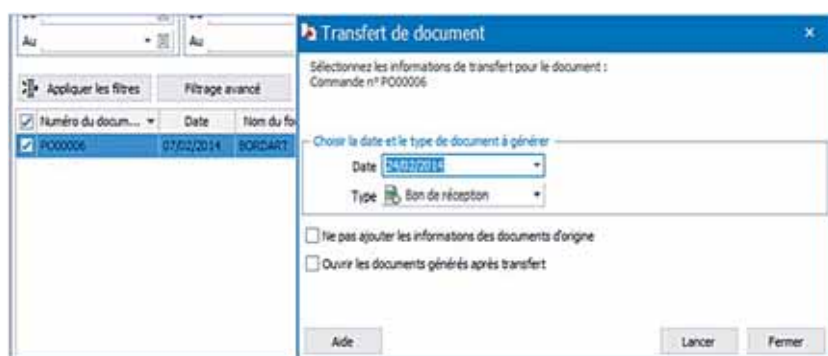 Au
Au
Appliquer les filtres
Filtrage avancé
Numéro du docum...
Date
Nom du fo
PO00006
07/02/2014
BORDART
Transfert de document
Sélectionnez les informations de transfert pour le document :
Commande n° PO00006
Choisir la date et le type de document à générer
Date 24/02/2014
Type Bon de réception
Ne pas ajouter les informations des documents d'origine
Ouvrir les documents générés après transfert
Aide
Lancer
Fermer